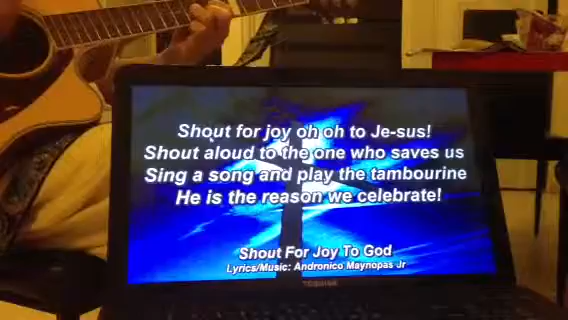 Shout for joy oh oh to Je-sus!
Shout aloud to the one who saves us
Sing a song and play the tambourine
He is the reason we celebrate!
Shout For Joy To God
Lyrics/Music: Andronico Maynopas Jr
TOSHIBA